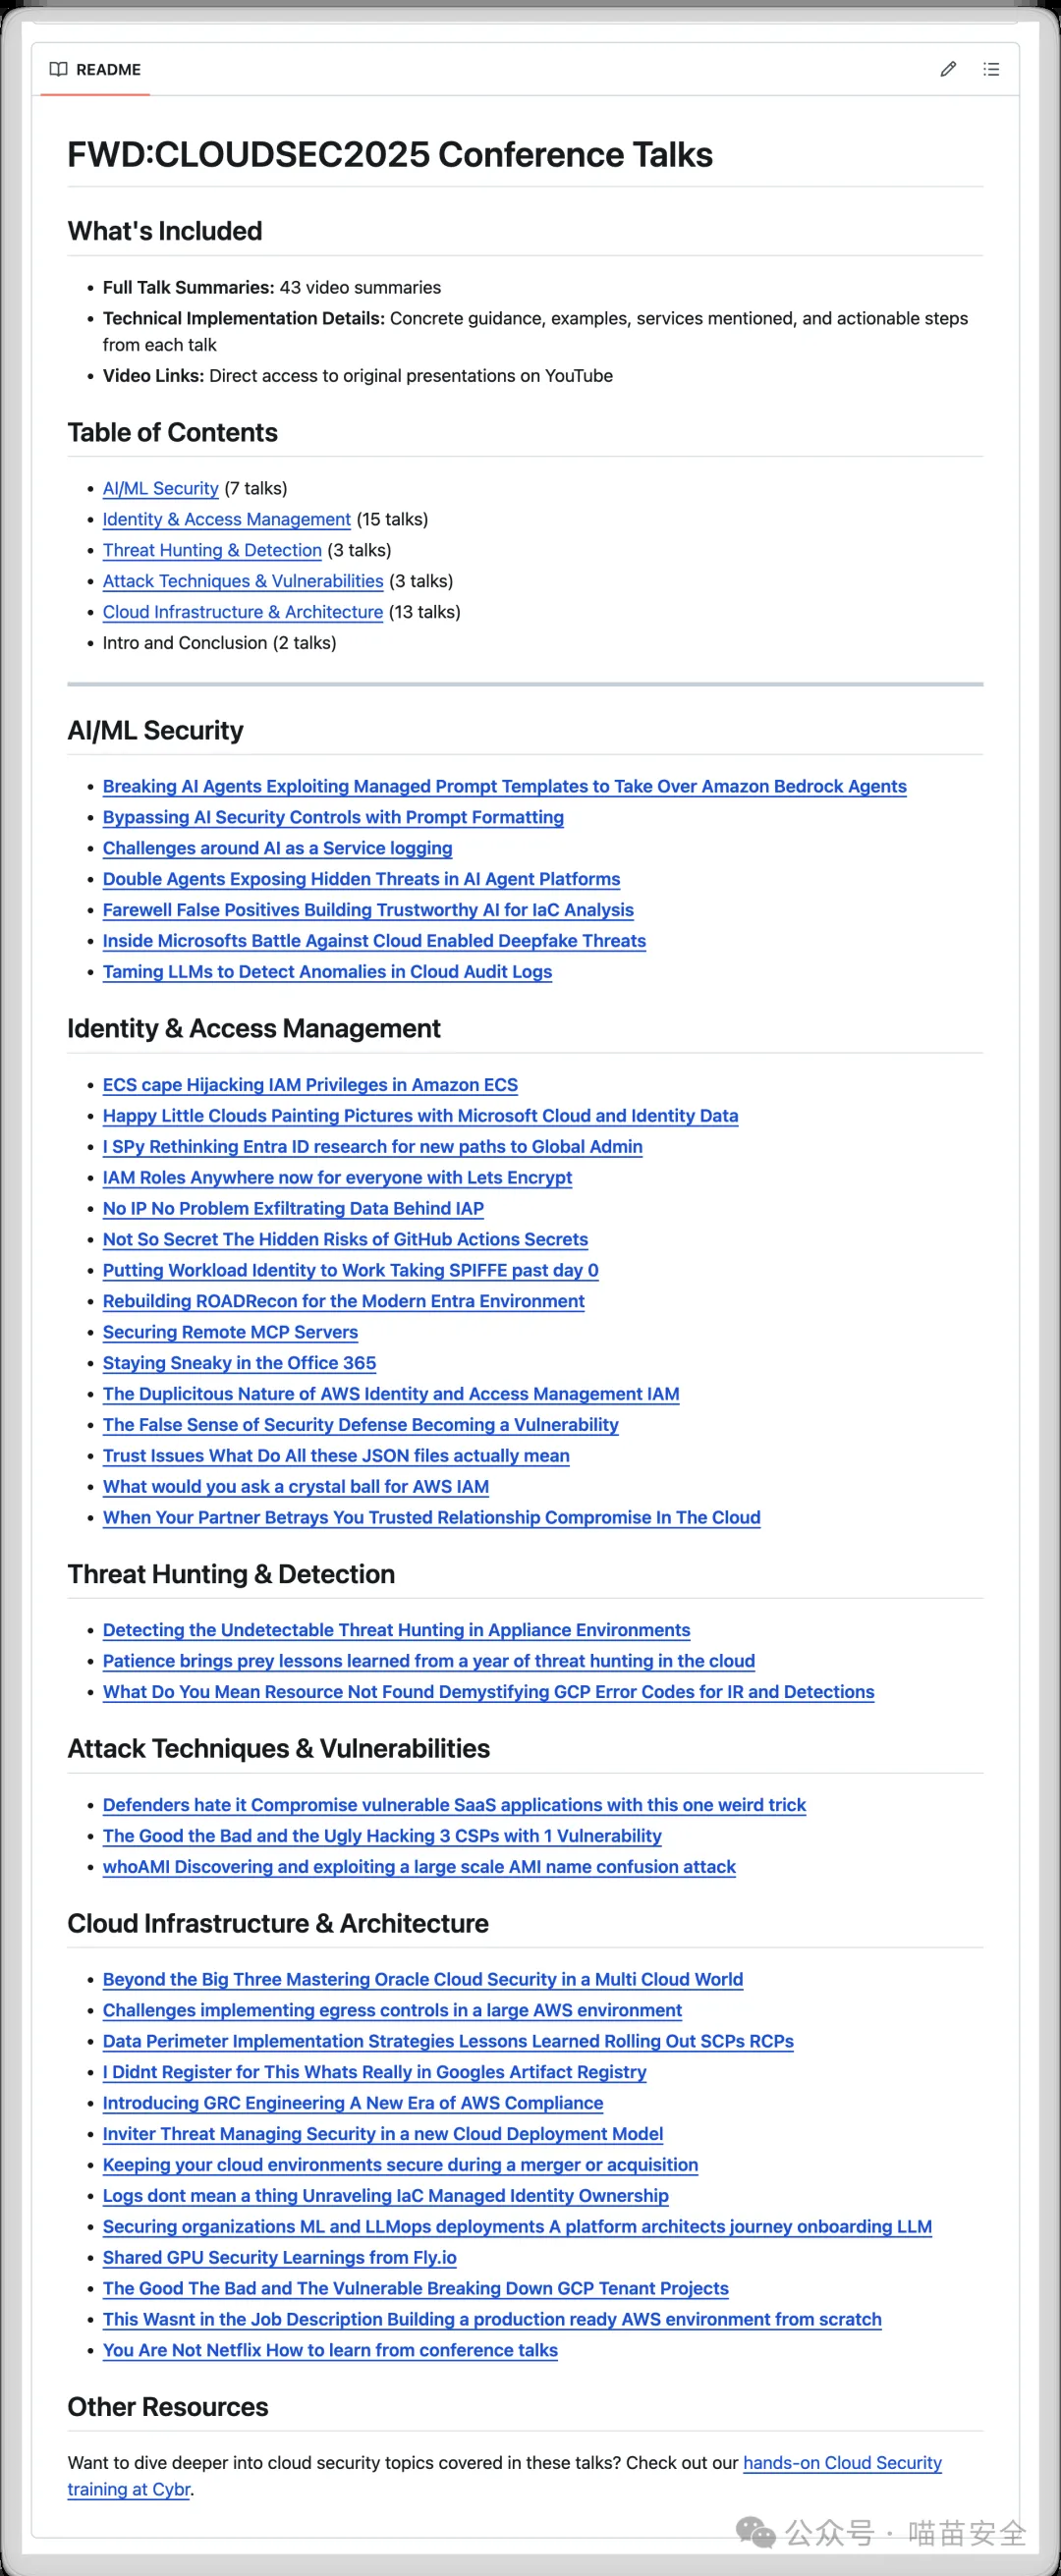 README
FWD:CLOUDSEC2025 Conference Talks
What's Included
• Full Talk Summaries: 43 video summaries
• Technical Implementation Details: Concrete guidance, examples, services mentioned, and actionable steps
from each talk
• Video Links: Direct access to original presentations on YouTube
Table of Contents
• AI/ML Security (7 talks)
• Identity & Access Management (15 talks)
• Threat Hunting & Detection (3 talks)
• Attack Techniques & Vulnerabilities (3 talks)
• Cloud Infrastructure & Architecture (13 talks)
• Intro and Conclusion (2 talks)
AI/ML Security
• Breaking AI Agents Exploiting Managed Prompt Templates to Take Over Amazon Bedrock Agents
• Bypassing AI Security Controls with Prompt Formatting
• Challenges around AI as a Service logging
• Double Agents Exposing Hidden Threats in AI Agent Platforms
• Farewell False Positives Building Trustworthy AI for IaC Analysis
• Inside Microsofts Battle Against Cloud Enabled Deepfake Threats
• Taming LLMs to Detect Anomalies in Cloud Audit Logs
Identity & Access Management
• ECS cape Hijacking IAM Privileges in Amazon ECS
• Happy Little Clouds Painting Pictures with Microsoft Cloud and Identity Data
• I SPy Rethinking Entra ID research for new paths to Global Admin
• IAM Roles Anywhere now for everyone with Lets Encrypt
• No IP No Problem Exfiltrating Data Behind IAP
• Not So Secret The Hidden Risks of GitHub Actions Secrets
• Putting Workload Identity to Work Taking SPIFFE past day 0
• Rebuilding ROADRecon for the Modern Entra Environment
• Securing Remote MCP Servers
• Staying Sneaky in the Office 365
• The Duplicitous Nature of AWS Identity and Access Management IAM
• The False Sense of Security Defense Becoming a Vulnerability
• Trust Issues What Do All these JSON files actually mean
• What would you ask a crystal ball for AWS IAM
• When Your Partner Betrays You Trusted Relationship Compromise In The Cloud
Threat Hunting & Detection
• Detecting the Undetectable Threat Hunting in Appliance Environments
• Patience brings prey lessons learned from a year of threat hunting in the cloud
• What Do You Mean Resource Not Found Demystifying GCP Error Codes for IR and Detections
Attack Techniques & Vulnerabilities
• Defenders hate it Compromise vulnerable SaaS applications with this one weird trick
• The Good the Bad and the Ugly Hacking 3 CSPs with 1 Vulnerability
• whoAMI Discovering and exploiting a large scale AMI name confusion attack
Cloud Infrastructure & Architecture
• Beyond the Big Three Mastering Oracle Cloud Security in a Multi Cloud World
• Challenges implementing egress controls in a large AWS environment
• Data Perimeter Implementation Strategies Lessons Learned Rolling Out SCPs RCPs
• I Didnt Register for This Whats Really in Googles Artifact Registry
• Introducing GRC Engineering A New Era of AWS Compliance
• Inviter Threat Managing Security in a new Cloud Deployment Model
• Keeping your cloud environments secure during a merger or acquisition
• Logs dont mean a thing Unraveling IaC Managed Identity Ownership
• Securing organizations ML and LLMops deployments A platform architects journey onboarding LLM
• Shared GPU Security Learnings from Fly.io
• The Good The Bad and The Vulnerable Breaking Down GCP Tenant Projects
• This Wasnt in the Job Description Building a production ready AWS environment from scratch
• You Are Not Netflix How to learn from conference talks
Other Resources
Want to dive deeper into cloud security topics covered in these talks? Check out our hands-on Cloud Security
training at Cybr.
公众号 · 喵苗安全